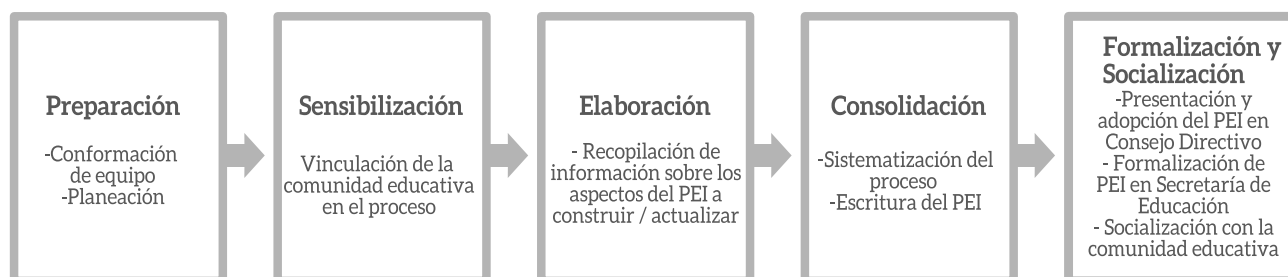 Preparación
-Conformación
de equipo
-Planeación
Sensibilización
Vinculación de la
comunidad educativa
en el proceso
Elaboración
- Recopilación de
información sobre los
aspectos del PEI a
construir / actualizar
Consolidación
-Sistematización del
proceso
-Escritura del PEI
Formalización y
Socialización
-Presentación y
adopción del PEI en
Consejo Directivo
- Formalización de
PEI en Secretaría de
Educación
- Socialización con la
comunidad educativa